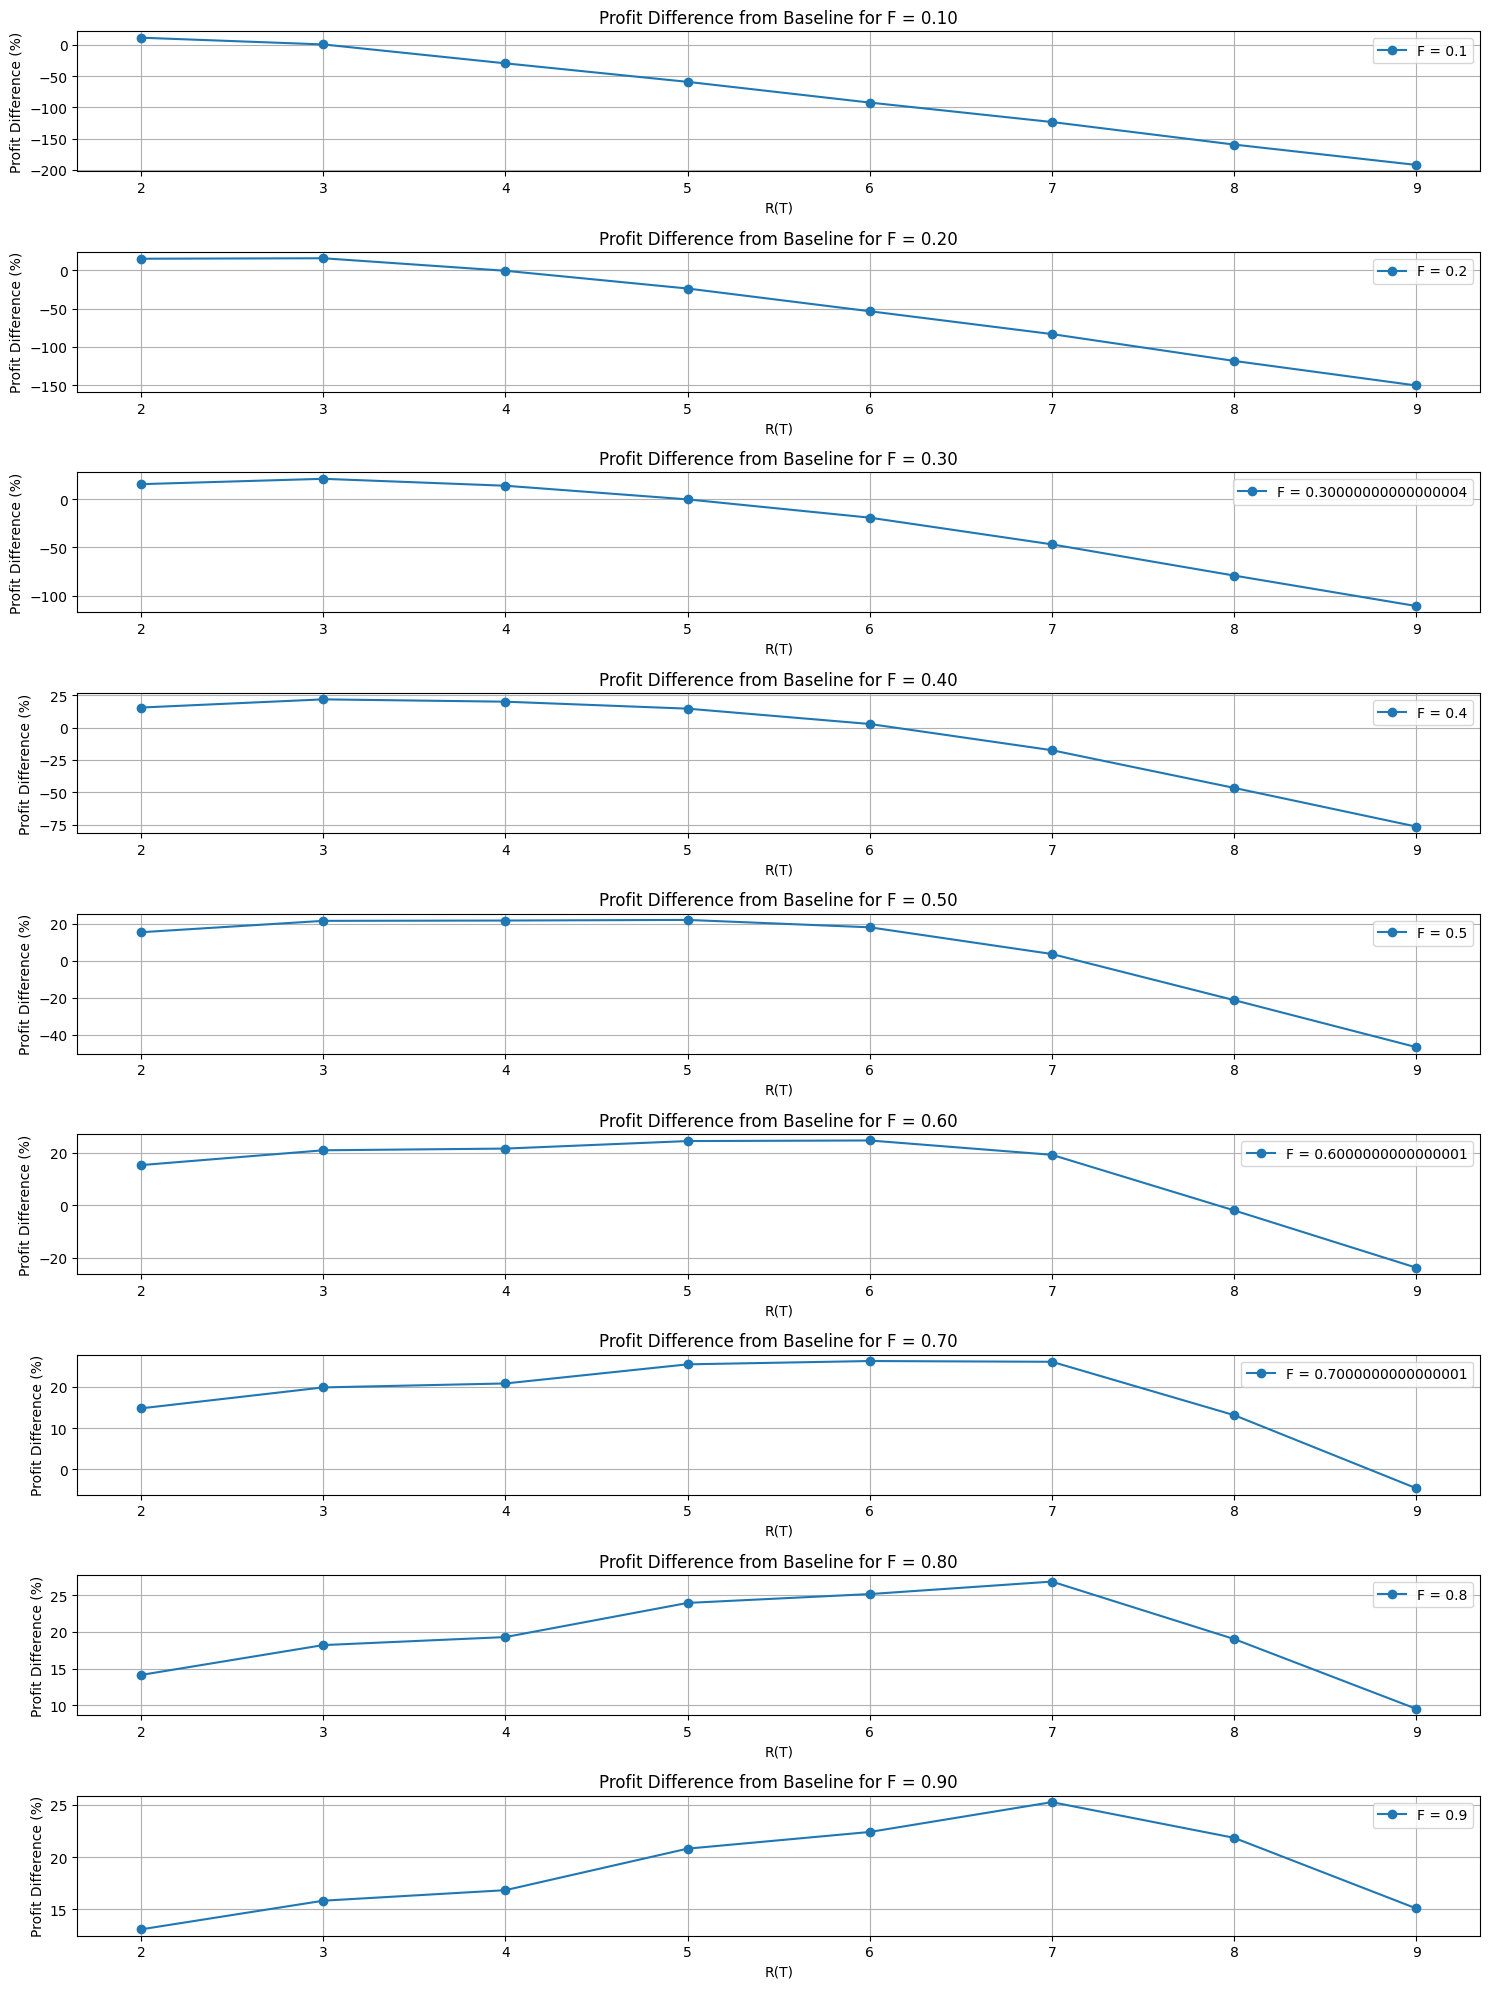 Profit Difference from Baseline for F = 0.10
Profit Difference (%)
0
−50
−100
−150
−200
F = 0.1
2 3 4 5 6 7 8 9
R(T)
Profit Difference from Baseline for F = 0.20
Profit Difference (%)
0
−50
−100
−150
F = 0.2
2 3 4 5 6 7 8 9
R(T)
Profit Difference from Baseline for F = 0.30
Profit Difference (%)
0
−50
−100
F = 0.30000000000000004
2 3 4 5 6 7 8 9
R(T)
Profit Difference from Baseline for F = 0.40
Profit Difference (%)
25
0
−25
−50
−75
F = 0.4
2 3 4 5 6 7 8 9
R(T)
Profit Difference from Baseline for F = 0.50
Profit Difference (%)
20
0
−20
−40
F = 0.5
2 3 4 5 6 7 8 9
R(T)
Profit Difference from Baseline for F = 0.60
Profit Difference (%)
20
0
−20
F = 0.6000000000000001
2 3 4 5 6 7 8 9
R(T)
Profit Difference from Baseline for F = 0.70
Profit Difference (%)
20
10
0
F = 0.7000000000000001
2 3 4 5 6 7 8 9
R(T)
Profit Difference from Baseline for F = 0.80
Profit Difference (%)
25
20
15
10
F = 0.8
2 3 4 5 6 7 8 9
R(T)
Profit Difference from Baseline for F = 0.90
Profit Difference (%)
25
20
15
F = 0.9
2 3 4 5 6 7 8 9
R(T)